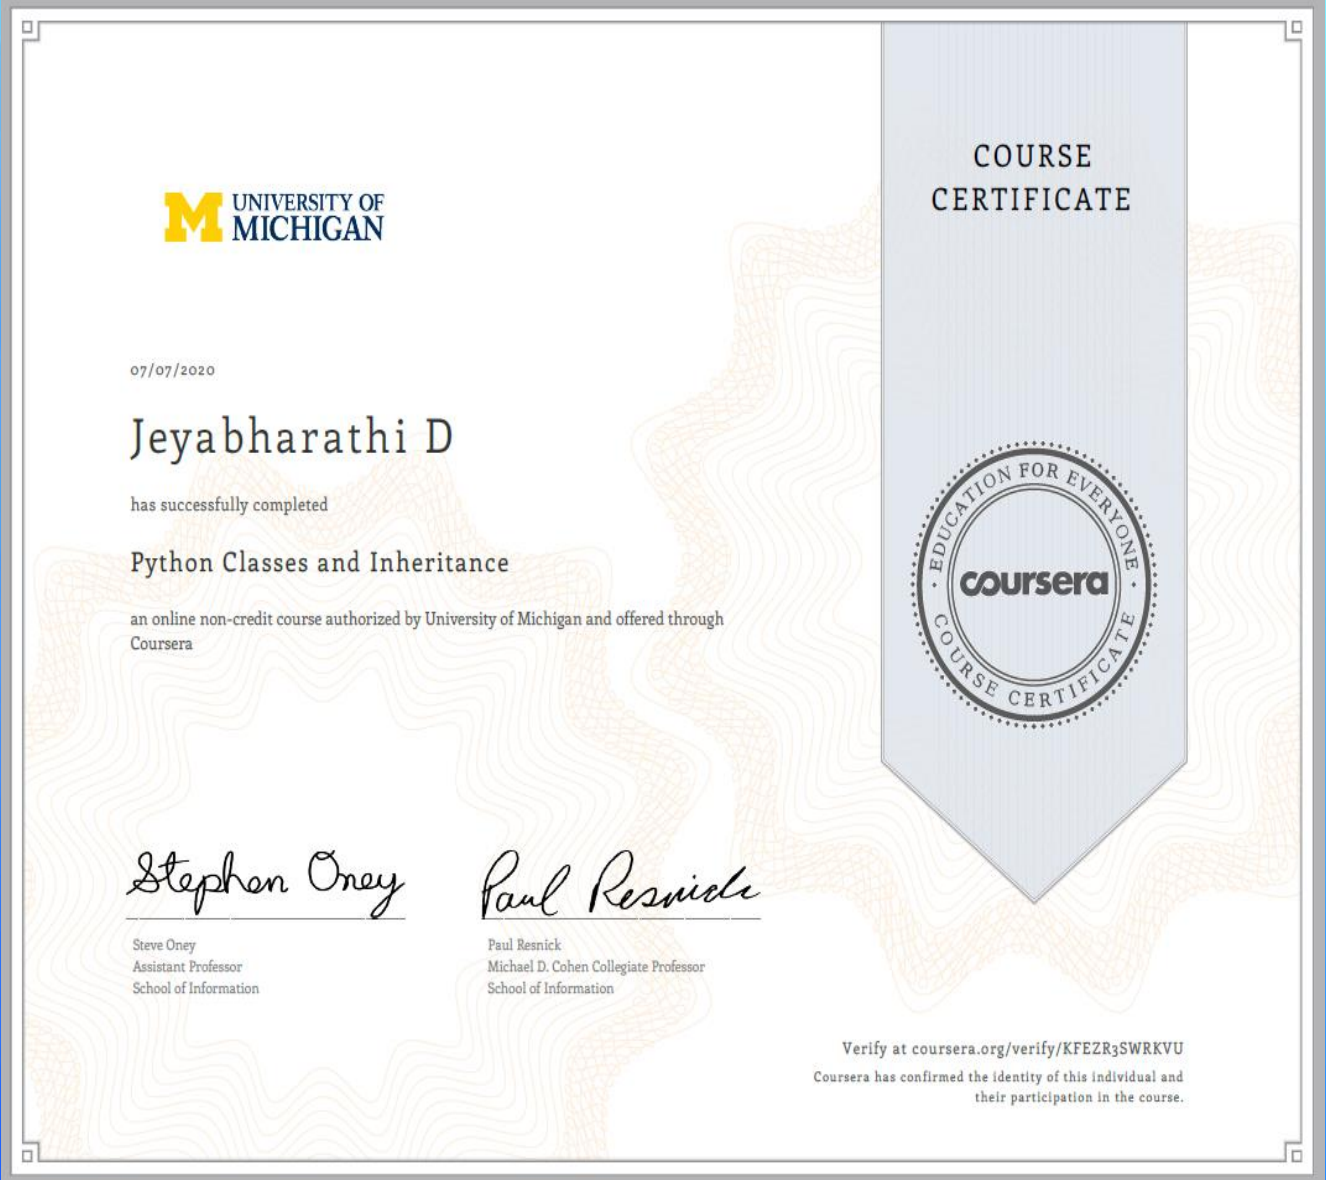 UNIVERSITY OF
MICHIGAN
COURSE
CERTIFICATE
07/07/2020
Jeyabharathi D
has successfully completed
Python Classes and Inheritance
an online non-credit course authorized by University of Michigan and offered through
Coursera
EDUCATION FOR EVERYONE
coursera
COURSE CERTIFICATE
Stephen Oney
Paul Resnick
Steve Oney
Assistant Professor
School of Information
Paul Resnick
Michael D. Cohen Collegiate Professor
School of Information
Verify at coursera.org/verify/KFEZR3SWRKVU
Coursera has confirmed the identity of this individual and
their participation in the course.